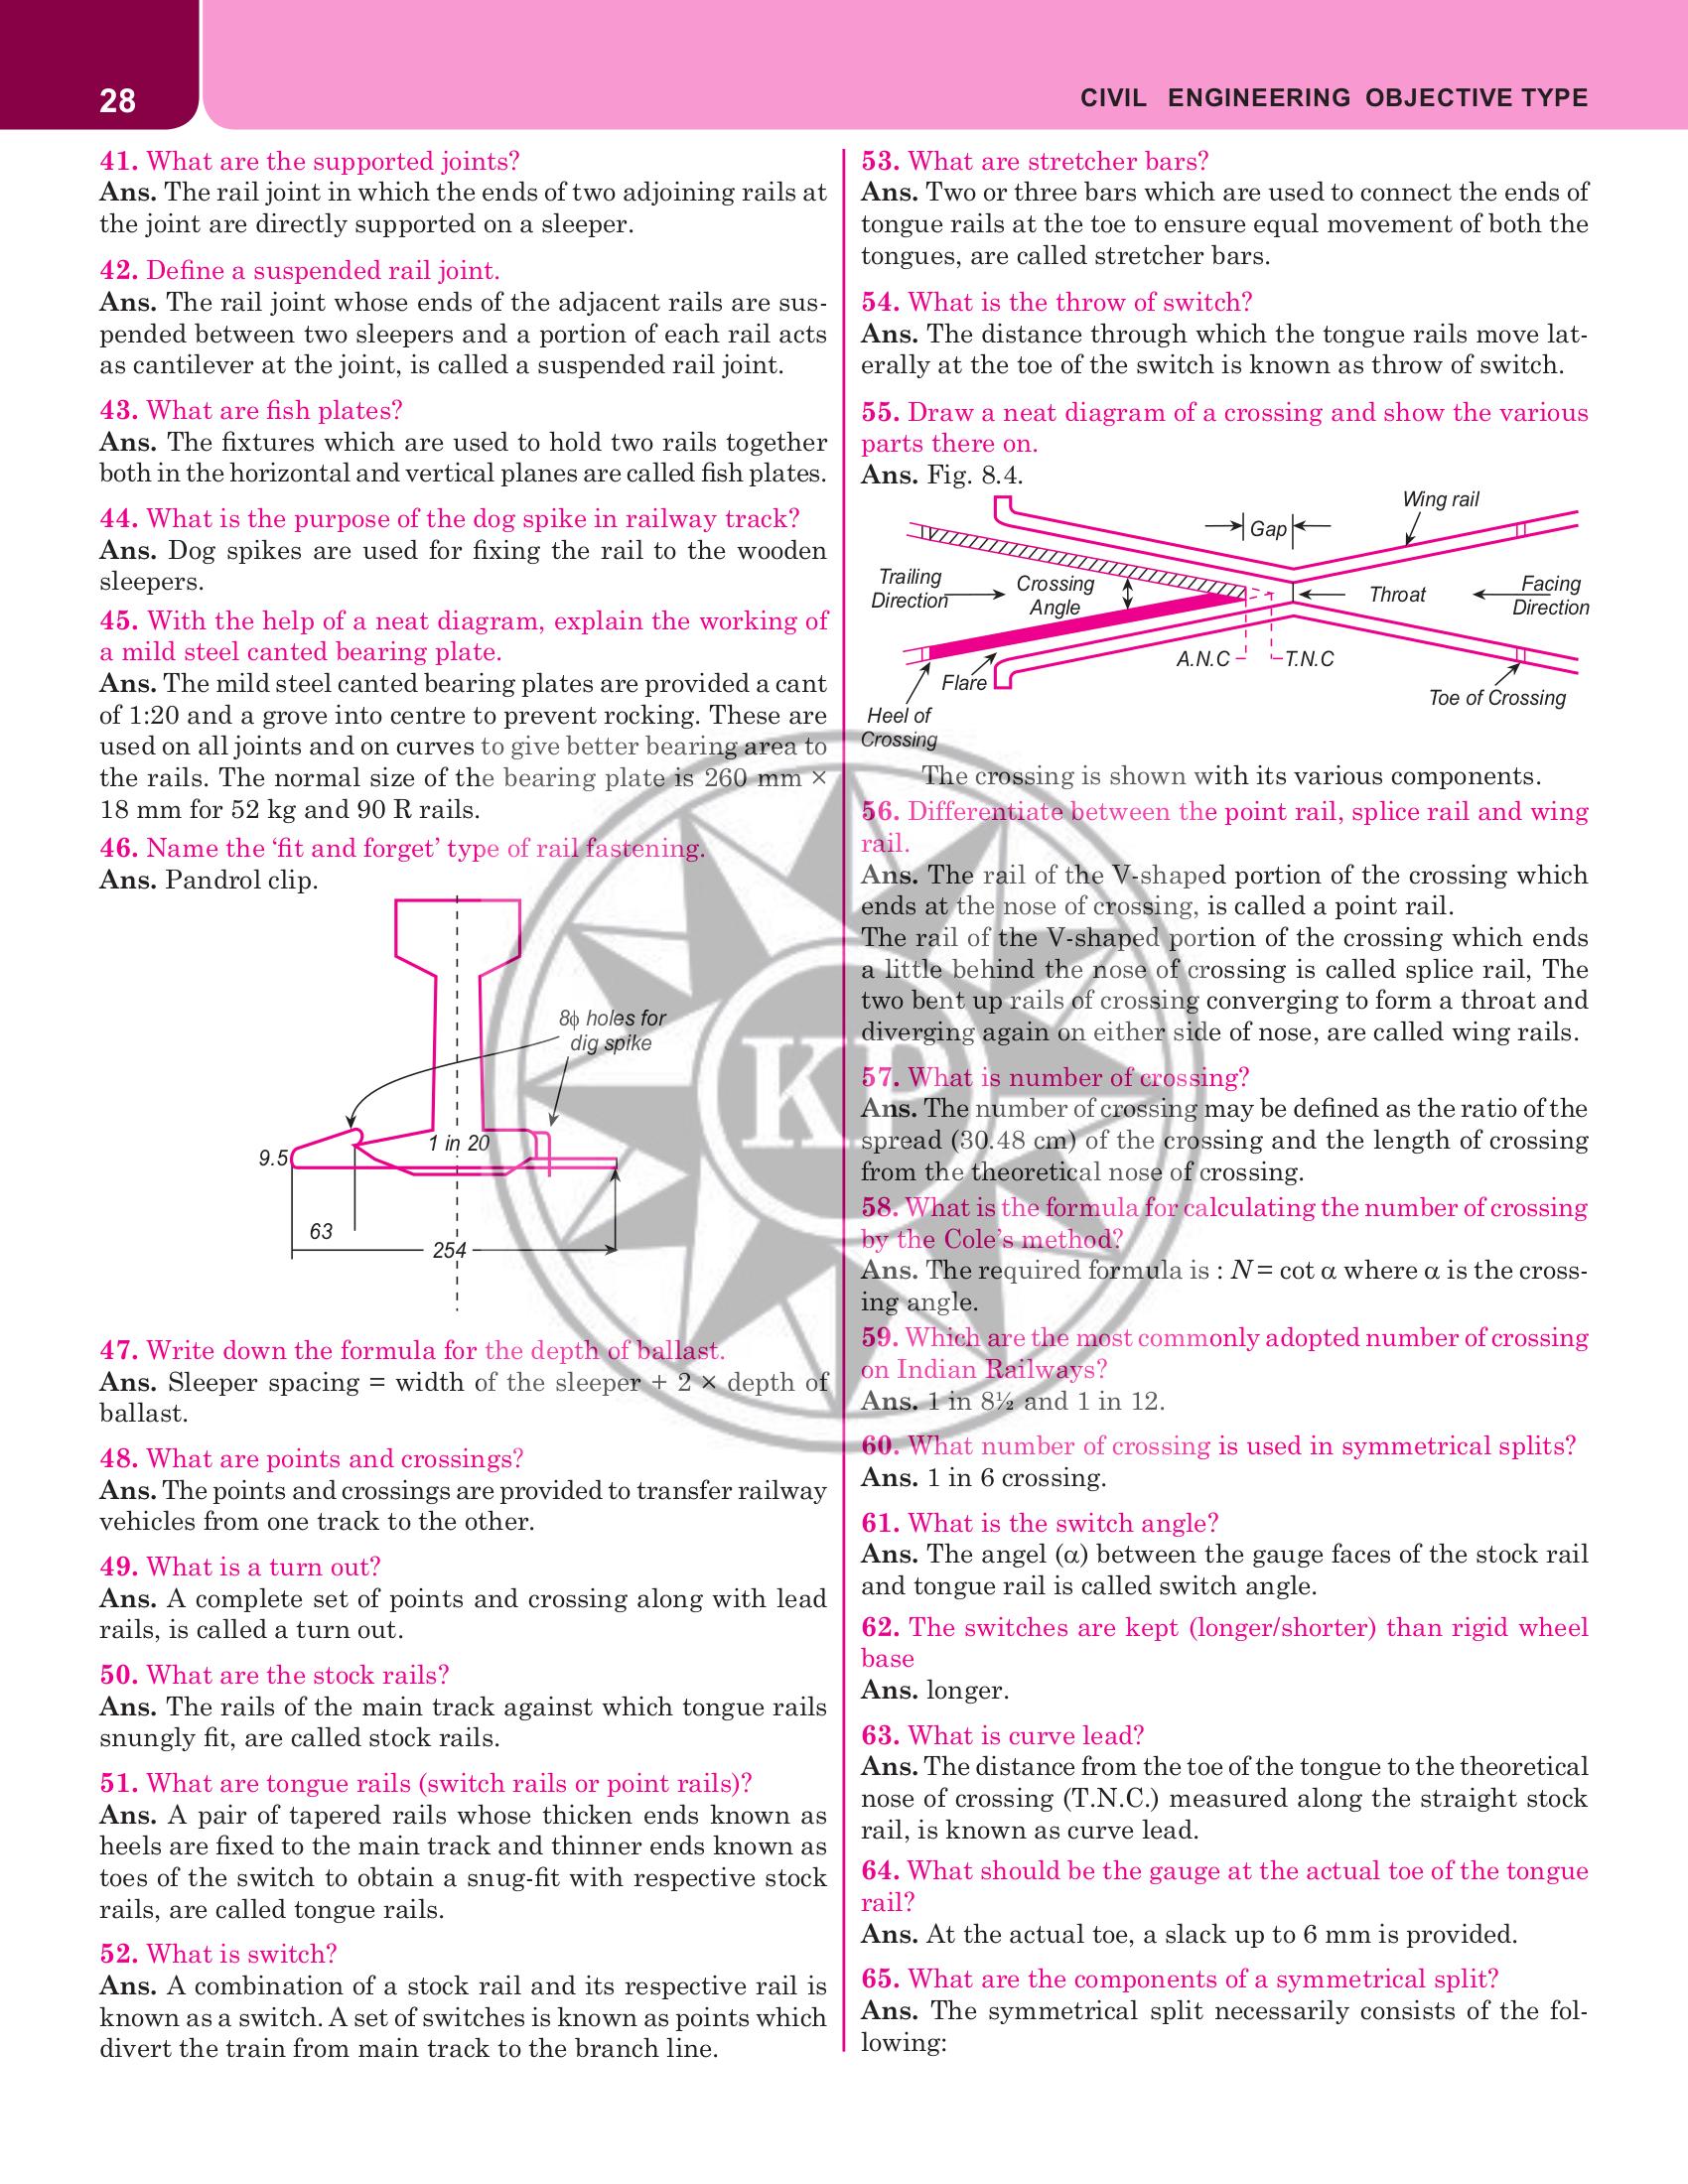 28
CIVIL ENGINEERING OBJECTIVE TYPE
41. What are the supported joints?
Ans. The rail joint in which the ends of two adjoining rails at
the joint are directly supported on a sleeper.
42. Define a suspended rail joint.
Ans. The rail joint whose ends of the adjacent rails are sus-
pended between two sleepers and a portion of each rail acts
as cantilever at the joint, is called a suspended rail joint.
43. What are fish plates?
Ans. The fixtures which are used to hold two rails together
both in the horizontal and vertical planes are called fish plates.
44. What is the purpose of the dog spike in railway track?
Ans. Dog spikes are used for fixing the rail to the wooden
sleepers.
45. With the help of a neat diagram, explain the working of
a mild steel canted bearing plate.
Ans. The mild steel canted bearing plates are provided a cant
of 1:20 and a grove into centre to prevent rocking. These are
used on all joints and on curves to give better bearing area to
the rails. The normal size of the bearing plate is 260 mm ×
18 mm for 52 kg and 90 R rails.
46. Name the ‘fit and forget’ type of rail fastening.
Ans. Pandrol clip.
8ϕ holes for
dig spike
1 in 20
9.5
63
254
47. Write down the formula for the depth of ballast.
Ans. Sleeper spacing = width of the sleeper + 2 × depth of
ballast.
48. What are points and crossings?
Ans. The points and crossings are provided to transfer railway
vehicles from one track to the other.
49. What is a turn out?
Ans. A complete set of points and crossing along with lead
rails, is called a turn out.
50. What are the stock rails?
Ans. The rails of the main track against which tongue rails
snungly fit, are called stock rails.
51. What are tongue rails (switch rails or point rails)?
Ans. A pair of tapered rails whose thicken ends known as
heels are fixed to the main track and thinner ends known as
toes of the switch to obtain a snug-fit with respective stock
rails, are called tongue rails.
52. What is switch?
Ans. A combination of a stock rail and its respective rail is
known as a switch. A set of switches is known as points which
divert the train from main track to the branch line.
53. What are stretcher bars?
Ans. Two or three bars which are used to connect the ends of
tongue rails at the toe to ensure equal movement of both the
tongues, are called stretcher bars.
54. What is the throw of switch?
Ans. The distance through which the tongue rails move lat-
erally at the toe of the switch is known as throw of switch.
55. Draw a neat diagram of a crossing and show the various
parts there on.
Ans. Fig. 8.4.
Wing rail
Gap
Trailing
Direction
Crossing
Angle
Throat
Facing
Direction
A.N.C
T.N.C
Flare
Toe of Crossing
Heel of
Crossing
The crossing is shown with its various components.
56. Differentiate between the point rail, splice rail and wing
rail.
Ans. The rail of the V-shaped portion of the crossing which
ends at the nose of crossing, is called a point rail.
The rail of the V-shaped portion of the crossing which ends
a little behind the nose of crossing is called splice rail, The
two bent up rails of crossing converging to form a throat and
diverging again on either side of nose, are called wing rails.
57. What is number of crossing?
Ans. The number of crossing may be defined as the ratio of the
spread (30.48 cm) of the crossing and the length of crossing
from the theoretical nose of crossing.
58. What is the formula for calculating the number of crossing
by the Cole’s method?
Ans. The required formula is : N = cot α where α is the cross-
ing angle.
59. Which are the most commonly adopted number of crossing
on Indian Railways?
Ans. 1 in 8½ and 1 in 12.
60. What number of crossing is used in symmetrical splits?
Ans. 1 in 6 crossing.
61. What is the switch angle?
Ans. The angel (α) between the gauge faces of the stock rail
and tongue rail is called switch angle.
62. The switches are kept (longer/shorter) than rigid wheel
base
Ans. longer.
63. What is curve lead?
Ans. The distance from the toe of the tongue to the theoretical
nose of crossing (T.N.C.) measured along the straight stock
rail, is known as curve lead.
64. What should be the gauge at the actual toe of the tongue
rail?
Ans. At the actual toe, a slack up to 6 mm is provided.
65. What are the components of a symmetrical split?
Ans. The symmetrical split necessarily consists of the fol-
lowing:
KP